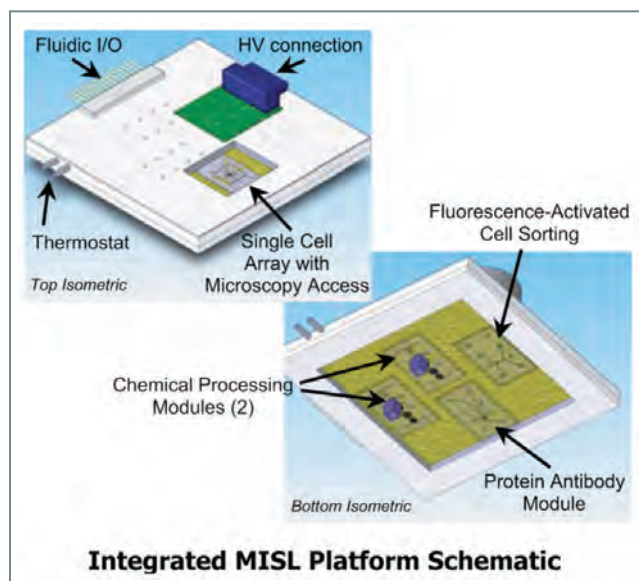 Fluidic I/O
HV connection
Thermostat
Single Cell
Array with
Microscopy Access
Top Isometric
Fluorescence-Activated
Cell Sorting
Chemical Processing
Modules (2)
Protein Antibody
Module
Bottom Isometric
Integrated MISL Platform Schematic